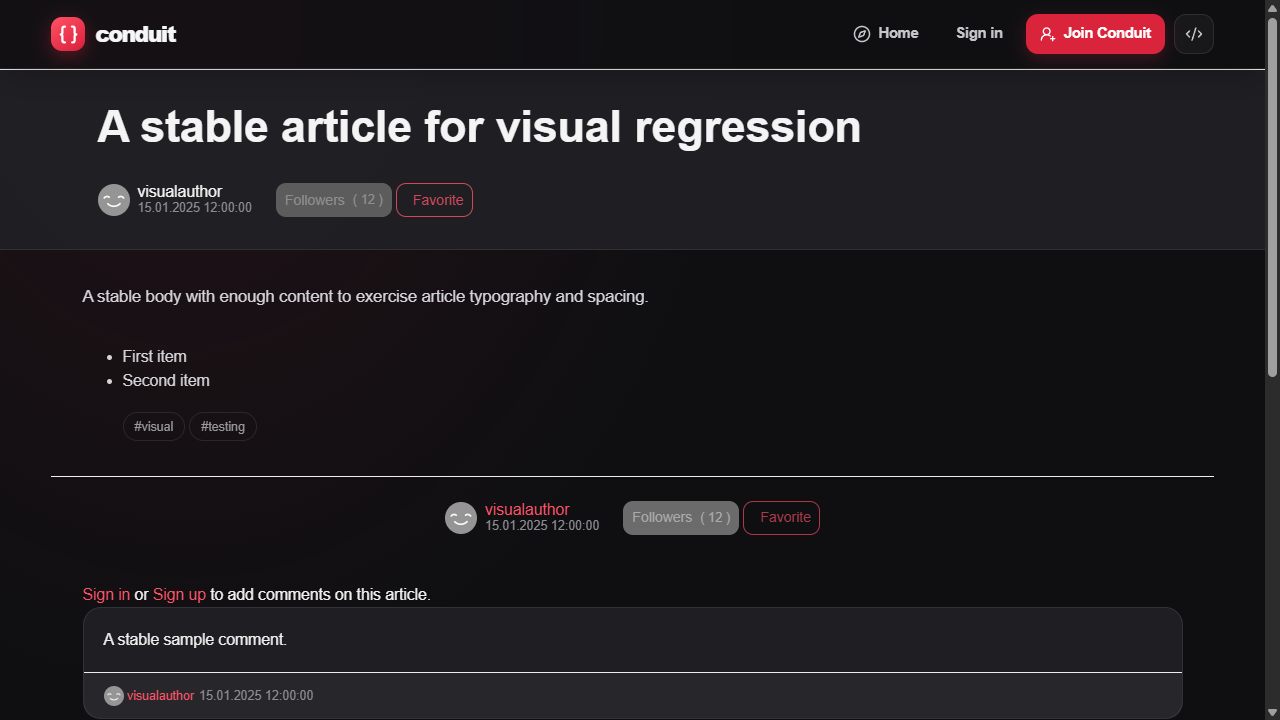 { } conduit
Home
Sign in
Join Conduit
</>
A stable article for visual regression
visualauthor
15.01.2025 12:00:00
Followers ( 12 )
Favorite
A stable body with enough content to exercise article typography and spacing.
• First item
• Second item
#visual #testing
visualauthor
15.01.2025 12:00:00
Followers ( 12 )
Favorite
Sign in or Sign up to add comments on this article.
A stable sample comment.
visualauthor 15.01.2025 12:00:00